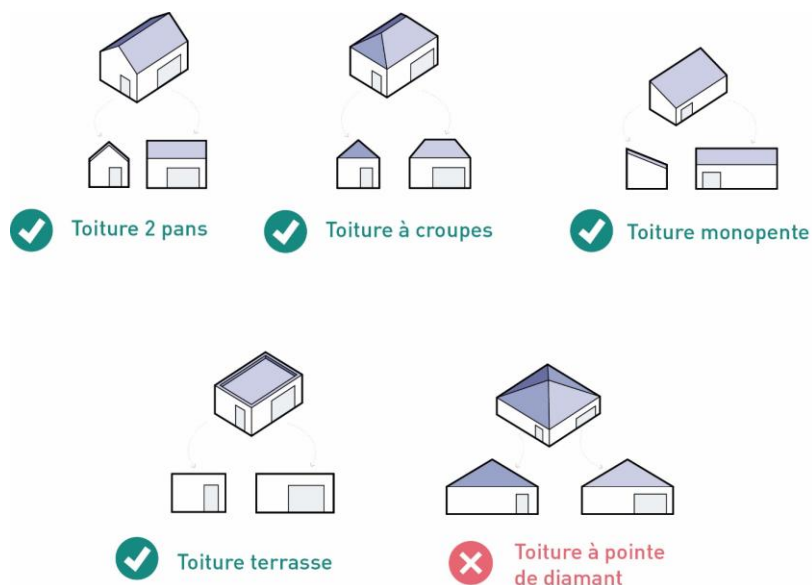 Toiture 2 pans
Toiture à croupes
Toiture monopente
Toiture terrasse
Toiture à pointe
de diamant